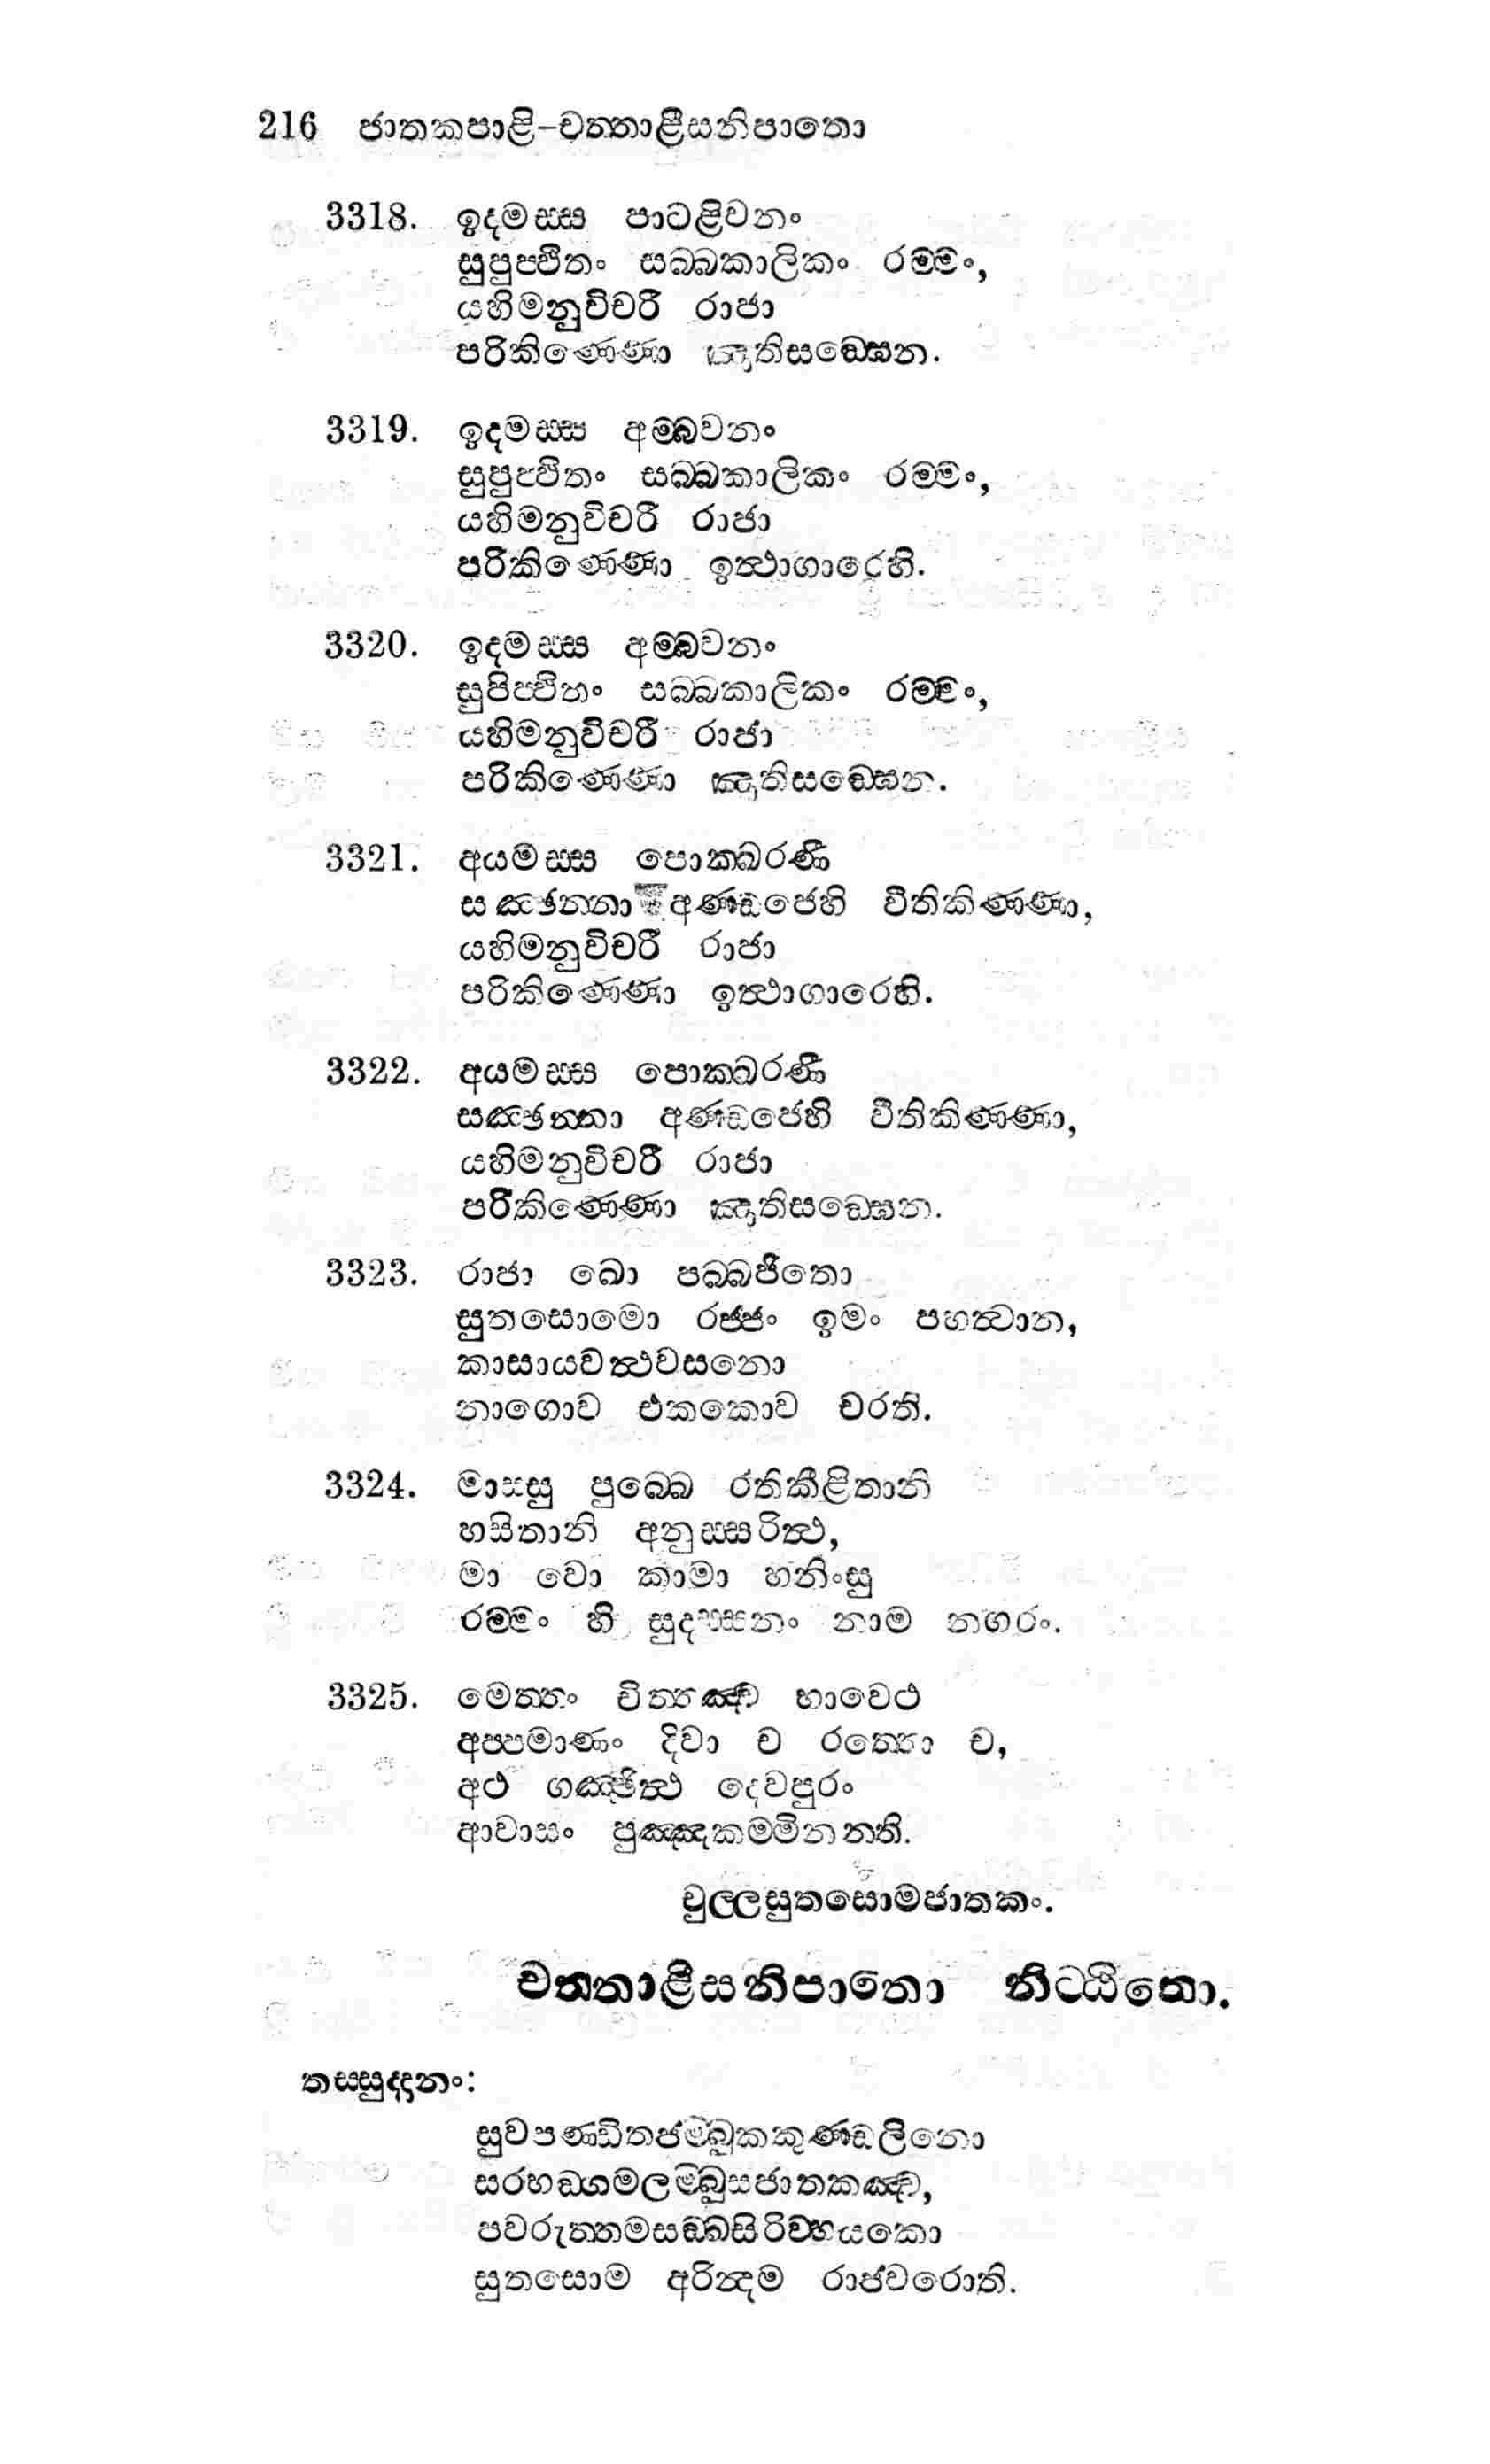 216 ජාතකපාළි-චත්තාළීසනිපාතො
3318. ඉදමස්ස පාටළිවනං
සුපුප්ඵිතං සබ්බකාලිකං රම්මං,
යහිමනුවිචරී රාජා
පරිකිණ්ණො ඤාතිසඞ්ඝෙන.
3319. ඉදමස්ස අම්බවනං
සුපුප්ඵිතං සබ්බකාලිකං රම්මං,
යහිමනුවිචරී රාජා
පරිකිණ්ණො ඉත්ථාගාරෙහි.
3320. ඉදමස්ස අම්බවනං
සුපිප්ඵිතං සබ්බකාලිකං රම්මං,
යහිමනුවිචරී රාජා
පරිකිණ්ණො ඤාතිසඞ්ඝෙන.
3321. අයමස්ස පොක්ඛරණී
සඤ්ඡන්නා අණ්ඩජෙහි වීතිකිණ්ණා,
යහිමනුවිචරී රාජා
පරිකිණ්ණො ඉත්ථාගාරෙහි.
3322. අයමස්ස පොක්ඛරණී
සඤ්ඡන්නා අණ්ඩජෙහි වීතිකිණ්ණා,
යහිමනුවිචරී රාජා
පරිකිණ්ණො ඤාතිසඞ්ඝෙන.
3323. රාජා ඛො පබ්බජිතො
සුතසොමො රජ්ජං ඉමං පහත්වාන,
කාසායවත්ථවසනො
නාගොව එකකොව චරති.
3324. මාස්සු පුබ්බෙ රතිකීළිතානි
හසිතානි අනුස්සරිත්ථ,
මා වො කාමා හනිංසු
රම්මං හි සුදස්සනං නාම නගරං.
3325. මෙත්තං චිත්තඤ්ච භාවෙථ
අප්පමාණං දිවා ච රත්තො ච,
අථ ගඤ්ඡිත්ථ දෙවපුරං
ආවාසං පුඤ්ඤකම්මිනන්ති.
චුල්ලසුතසොමජාතකං.
චත්තාළීසනිපාතො නිට්ඨිතො.
තස්සුද්දානං:
සුවපණ්ඩිතජම්බුකකුණ්ඩලිනො
සරභඞ්ගමලම්බුසජාතකඤ්ච,
පවරුත්තමසඞ්ඛසිරිව්හයකො
සුතසොම අරින්දම රාජවරොති.